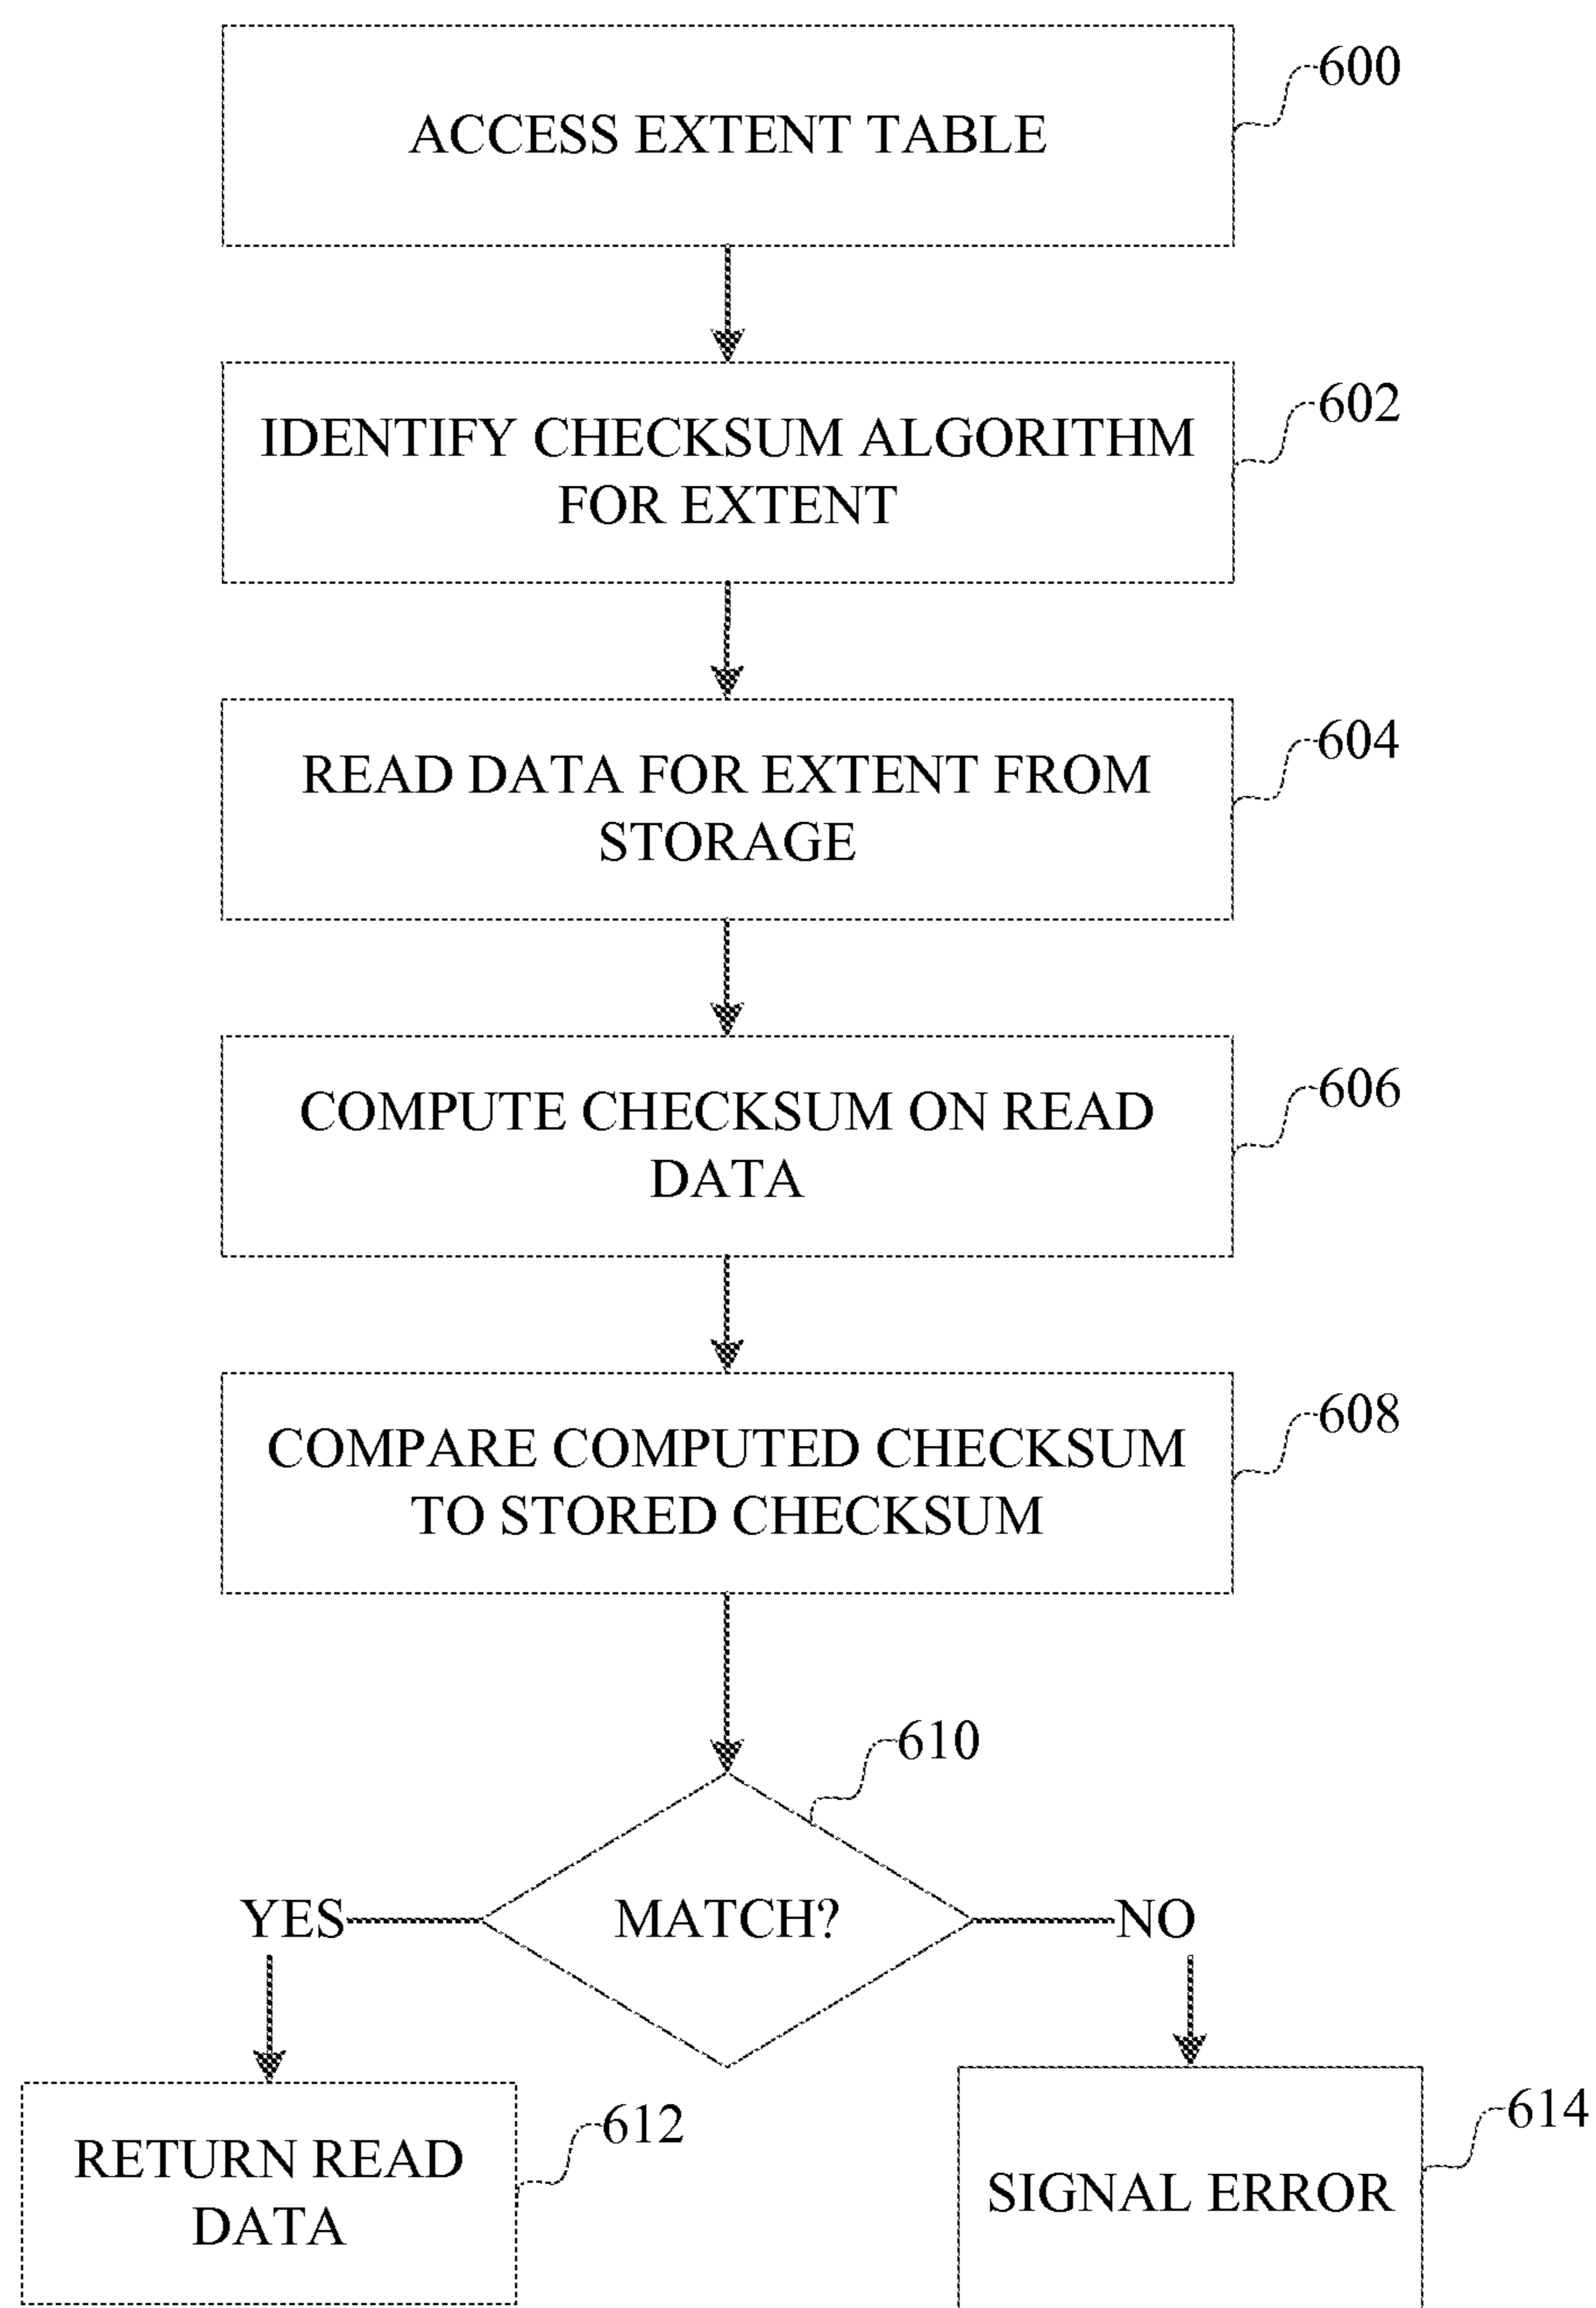 ACCESS EXTENT TABLE
600
IDENTIFY CHECKSUM ALGORITHM
FOR EXTENT
602
READ DATA FOR EXTENT FROM
STORAGE
604
COMPUTE CHECKSUM ON READ
DATA
606
COMPARE COMPUTED CHECKSUM
TO STORED CHECKSUM
608
610
YES
MATCH?
NO
RETURN READ
DATA
612
SIGNAL ERROR
614